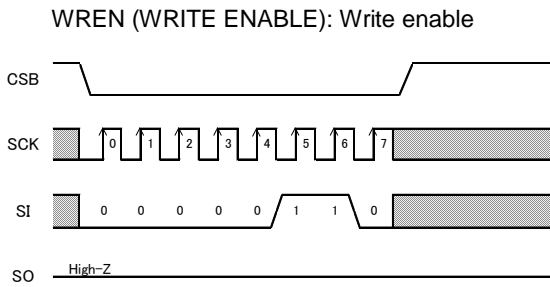 WREN (WRITE ENABLE): Write enable
CSB
SCK 0 1 2 3 4 5 6 7
SI 0 0 0 0 0 1 1 0
SO High-Z